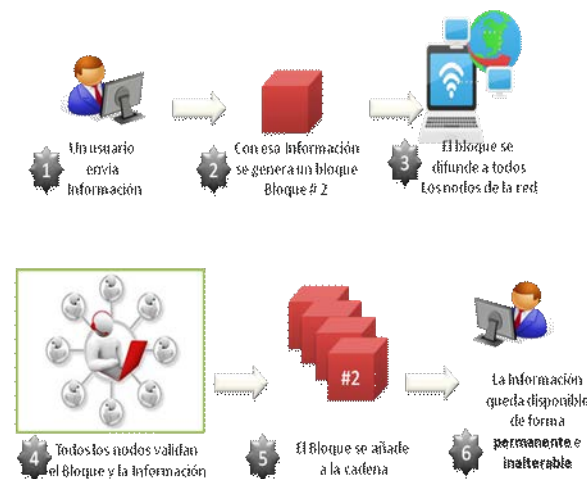 Un usuario
envia
Información
1
Con esa Información
se genera un bloque
Bloque # 2
2
El bloque se
difunde a todos
Los nodos de la red
3
Todos los nodos validan
el Bloque y la Información
4
#2
El Bloque se añade
a la cadena
5
La Información
queda disponible
de forma
permanente e
inalterable
6